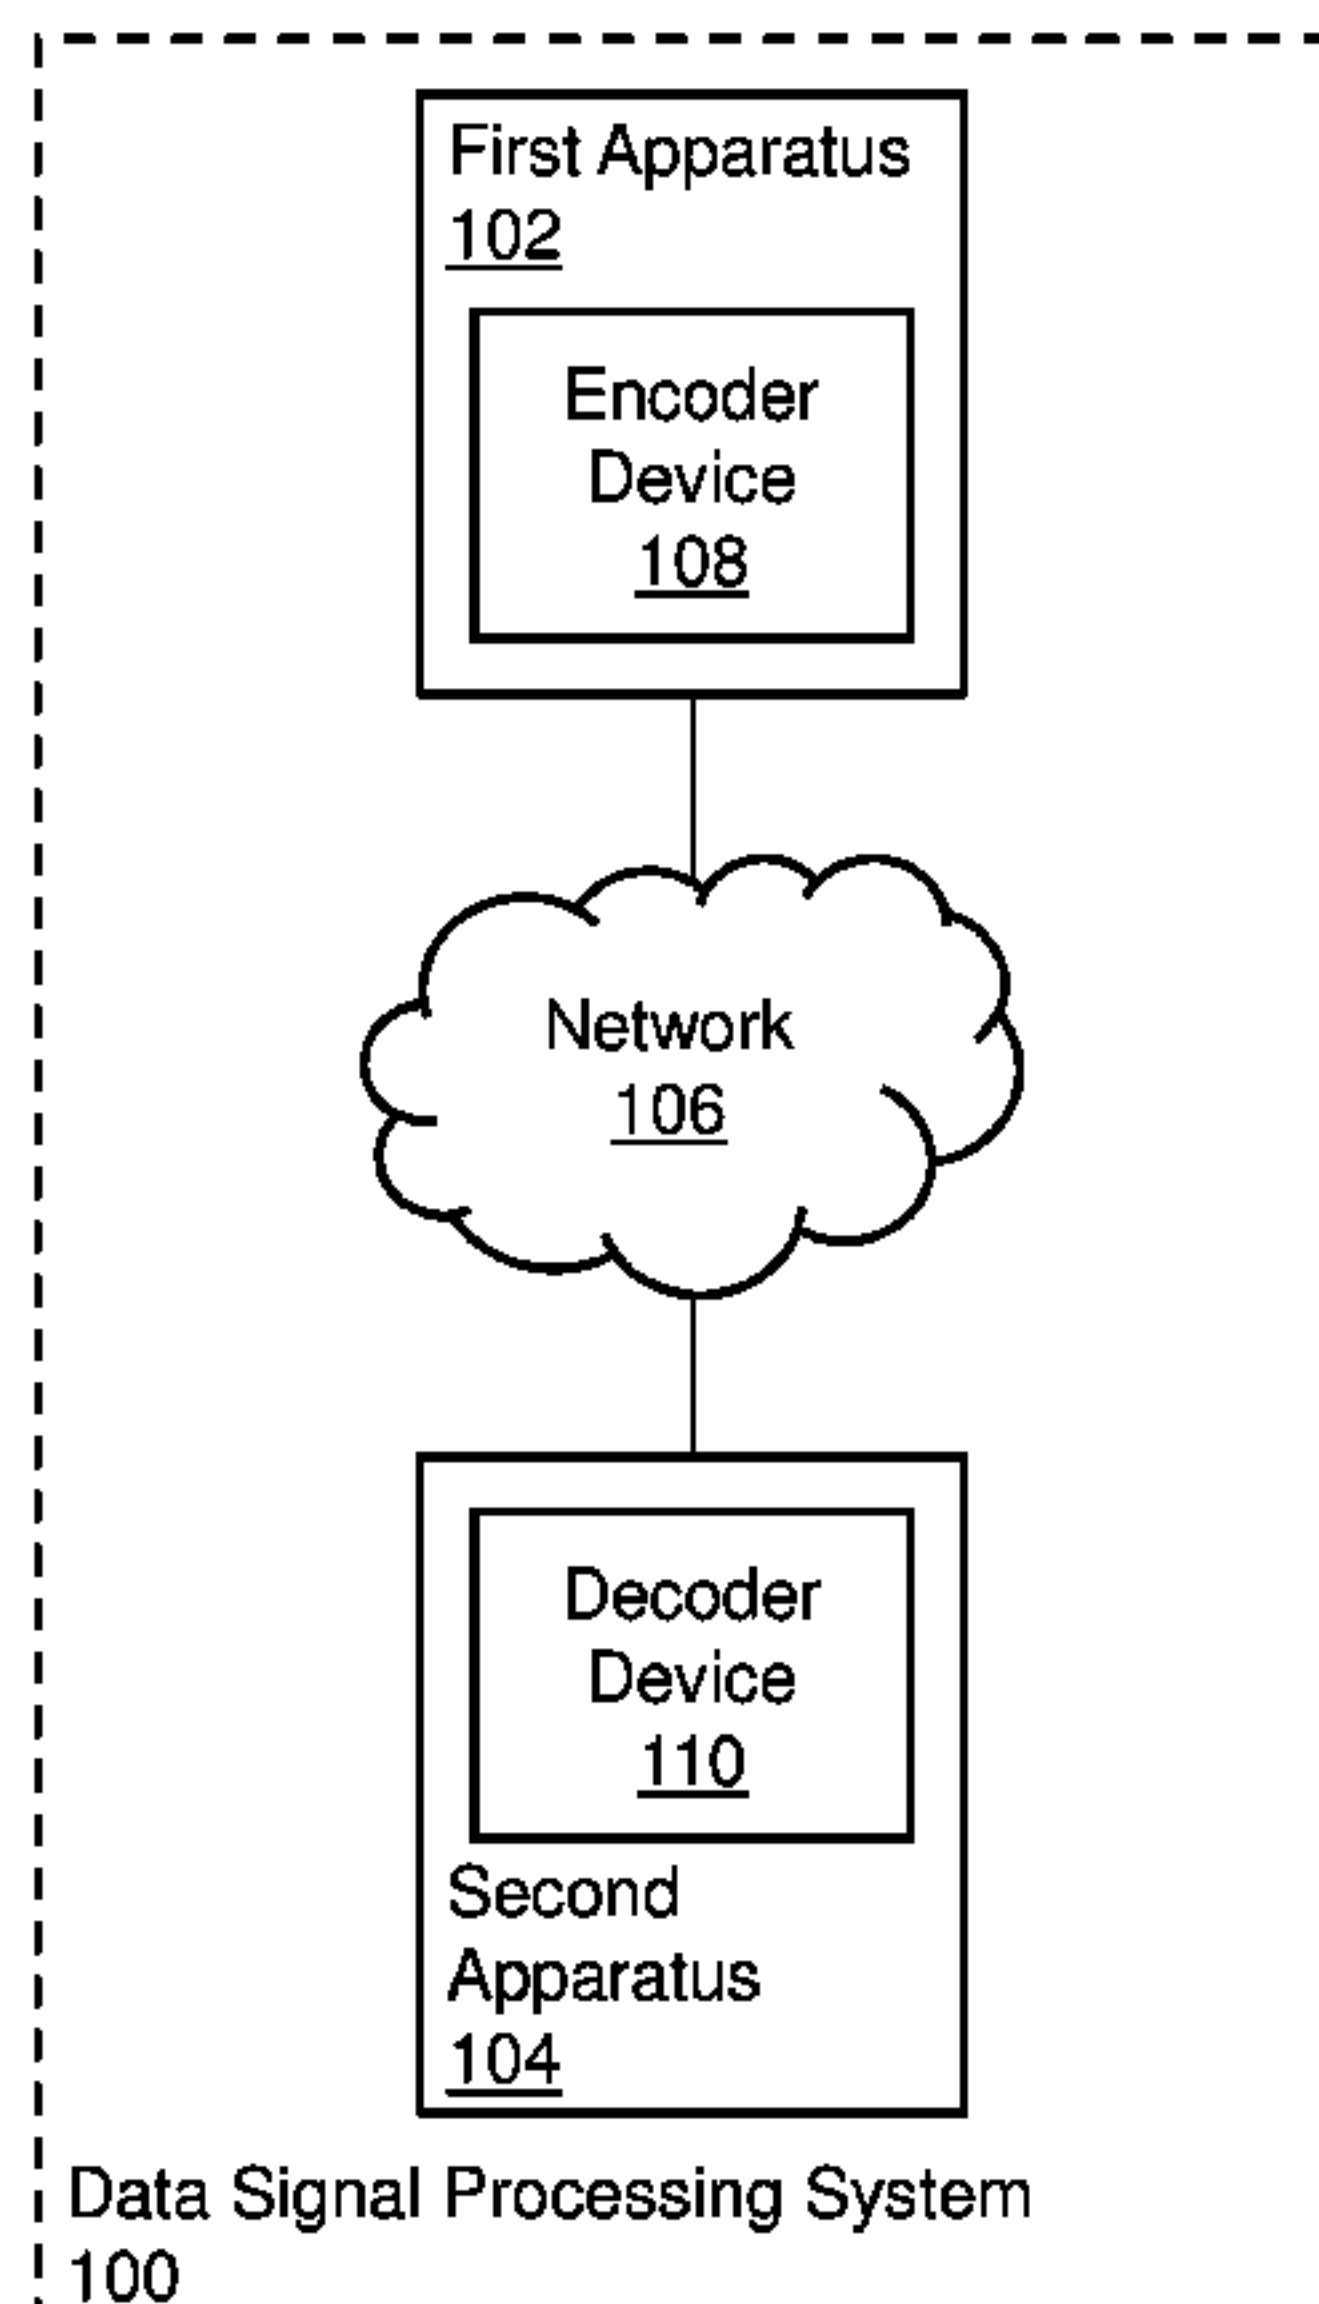 First Apparatus
102
Encoder
Device
108
Network
106
Decoder
Device
110
Second
Apparatus
104
Data Signal Processing System
100